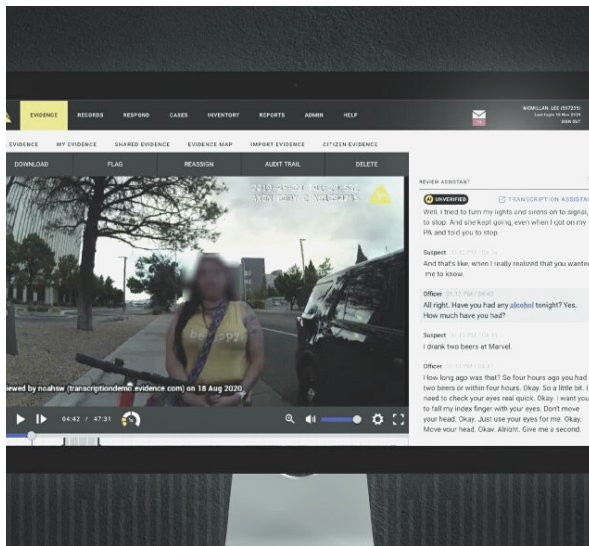 EVIDENCE RECORDS RESPOND CASES INVENTORY REPORTS ADMIN HELP
MCMILLAN, LEE (937215)
SIGN OUT
EVIDENCE MY EVIDENCE SHARED EVIDENCE EVIDENCE MAP IMPORT EVIDENCE CITIZEN EVIDENCE
DOWNLOAD FLAG REASSIGN AUDIT TRAIL DELETE
iewed by noahsw (transcriptiondemo.evidence.com) on 18 Aug 2020
04:42 / 47:31
REVIEW ASSISTANT
UNVERIFIED TRANSCRIPTION ASSISTA
Well, I tried to turn my lights and sirens on to signal,
to stop. And she kept going, even when I got on my
PA and told you to stop.
Suspect
And that's like, when I really realized that you wanted
me to know.
Officer
All right. Have you had any alcohol tonight? Yes.
How much have you had?
Suspect
I drank two beers at Marvel.
Officer
How long ago was that? So four hours ago you had
two beers or within four hours. Okay. So a little bit. I
need to check your eyes real quick. Okay. I want you
to fall my index finger with your eyes. Don't move
your head. Okay. Just use your eyes for me. Okay.
Move your head. Okay. Alright. Give me a second.